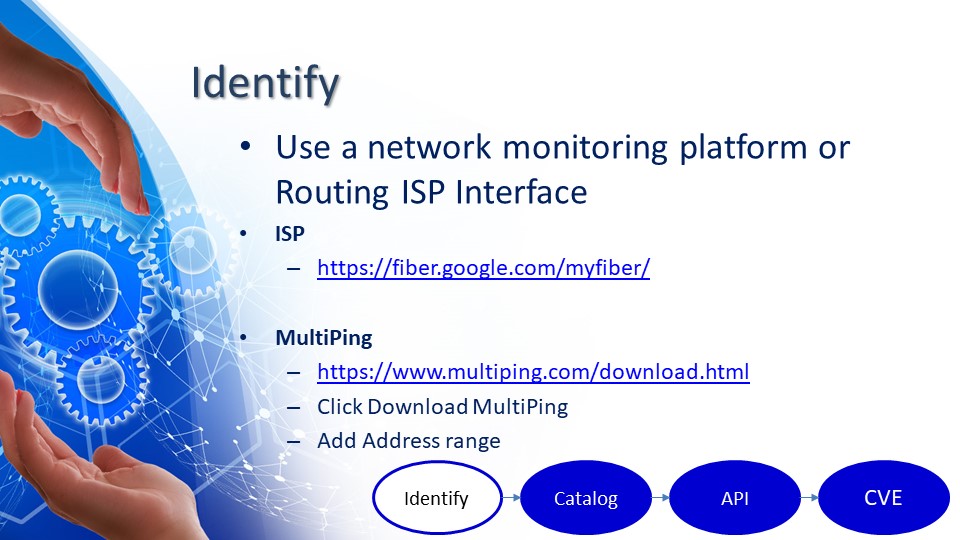 Identify
• Use a network monitoring platform or
Routing ISP Interface
• ISP
– https://fiber.google.com/myfiber/
• MultiPing
– https://www.multiping.com/download.html
– Click Download MultiPing
– Add Address range
Identify
Catalog
API
CVE